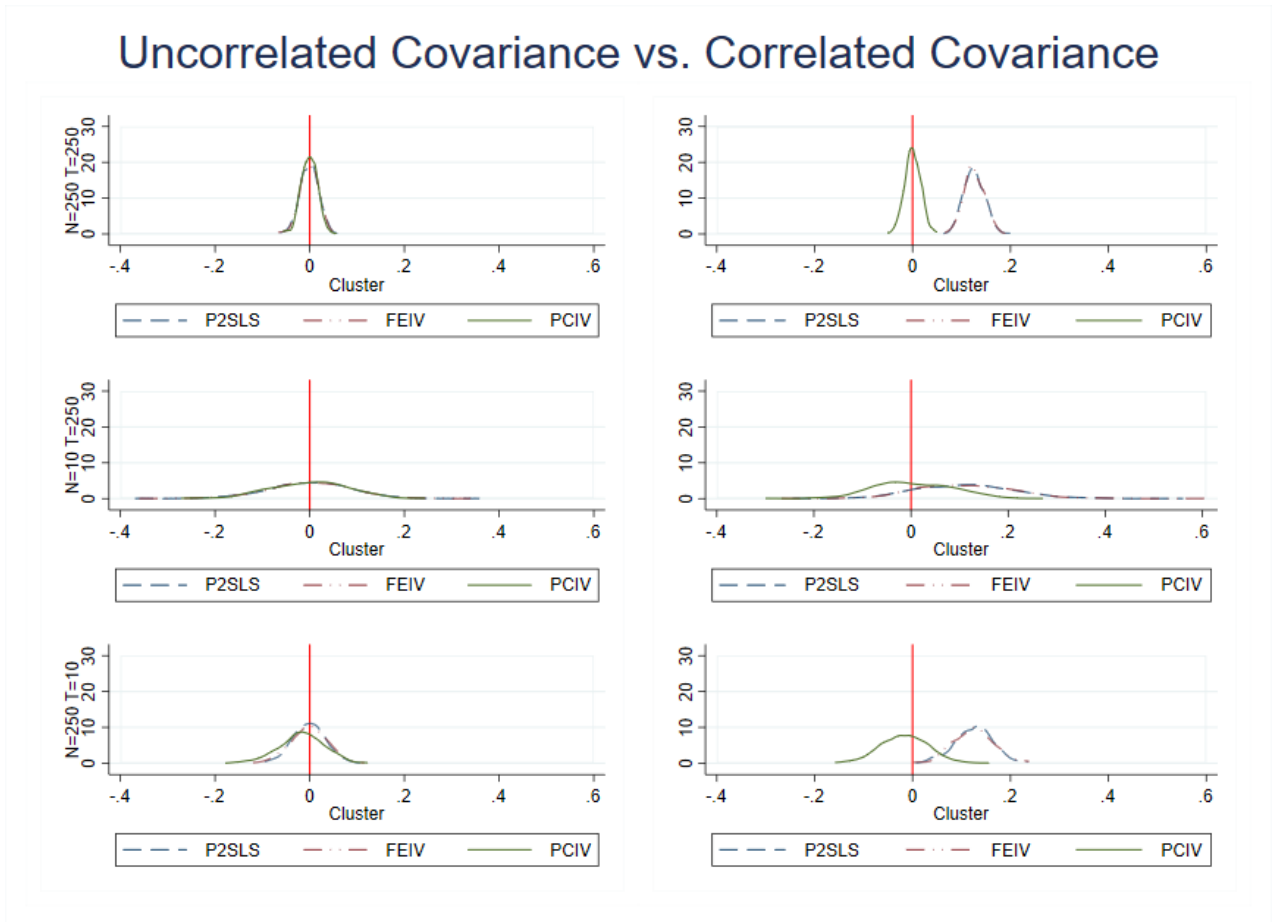 Uncorrelated Covariance vs. Correlated Covariance
N=250 T=250
0 10 20 30
-.4 -.2 0 .2 .4 .6
Cluster
P2SLS FEIV PCIV
0 10 20 30
-.4 -.2 0 .2 .4 .6
Cluster
P2SLS FEIV PCIV
N=10 T=250
0 10 20 30
-.4 -.2 0 .2 .4 .6
Cluster
P2SLS FEIV PCIV
0 10 20 30
-.4 -.2 0 .2 .4 .6
Cluster
P2SLS FEIV PCIV
N=250 T=10
0 10 20 30
-.4 -.2 0 .2 .4 .6
Cluster
P2SLS FEIV PCIV
0 10 20 30
-.4 -.2 0 .2 .4 .6
Cluster
P2SLS FEIV PCIV